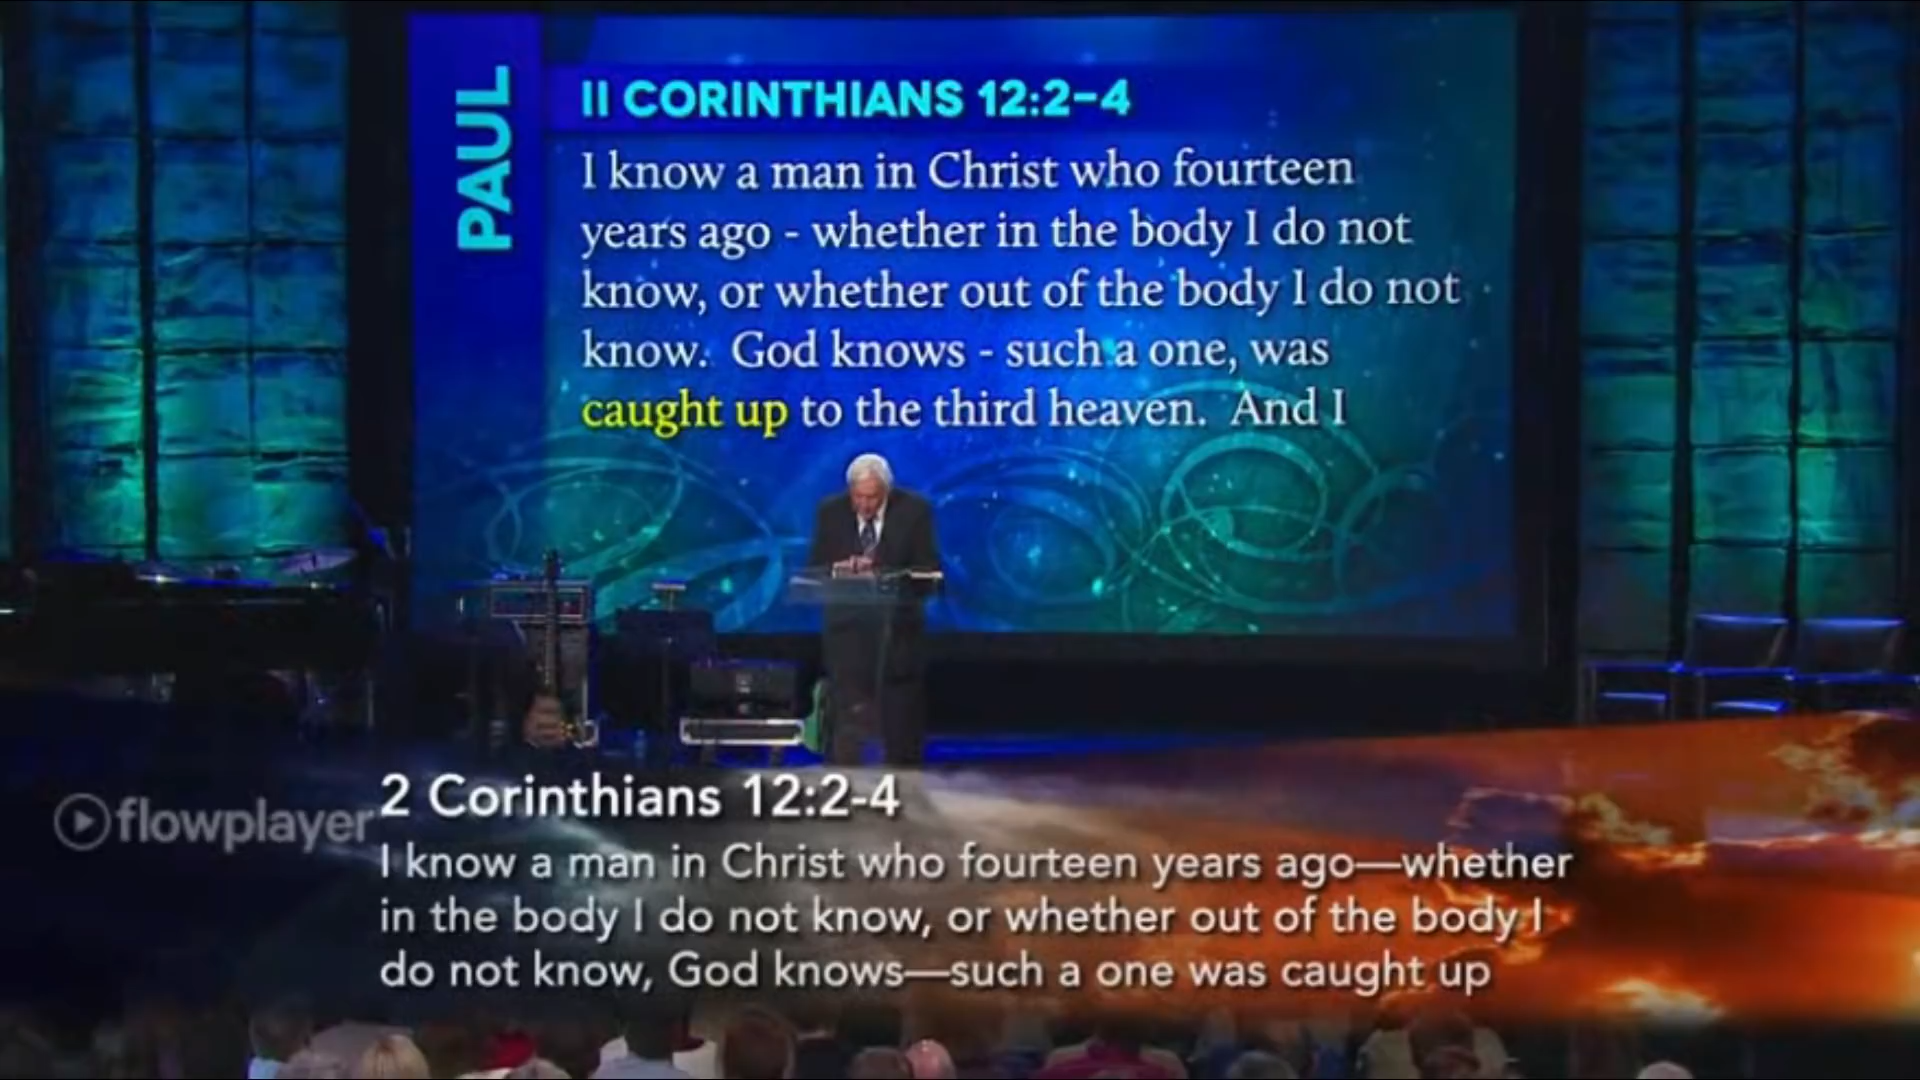 PAUL
II CORINTHIANS 12:2-4
I know a man in Christ who fourteen
years ago - whether in the body I do not
know, or whether out of the body I do not
know.  God knows - such a one, was
caught up to the third heaven.  And I
flowplayer
2 Corinthians 12:2-4
I know a man in Christ who fourteen years ago—whether
in the body I do not know, or whether out of the body I
do not know, God knows—such a one was caught up